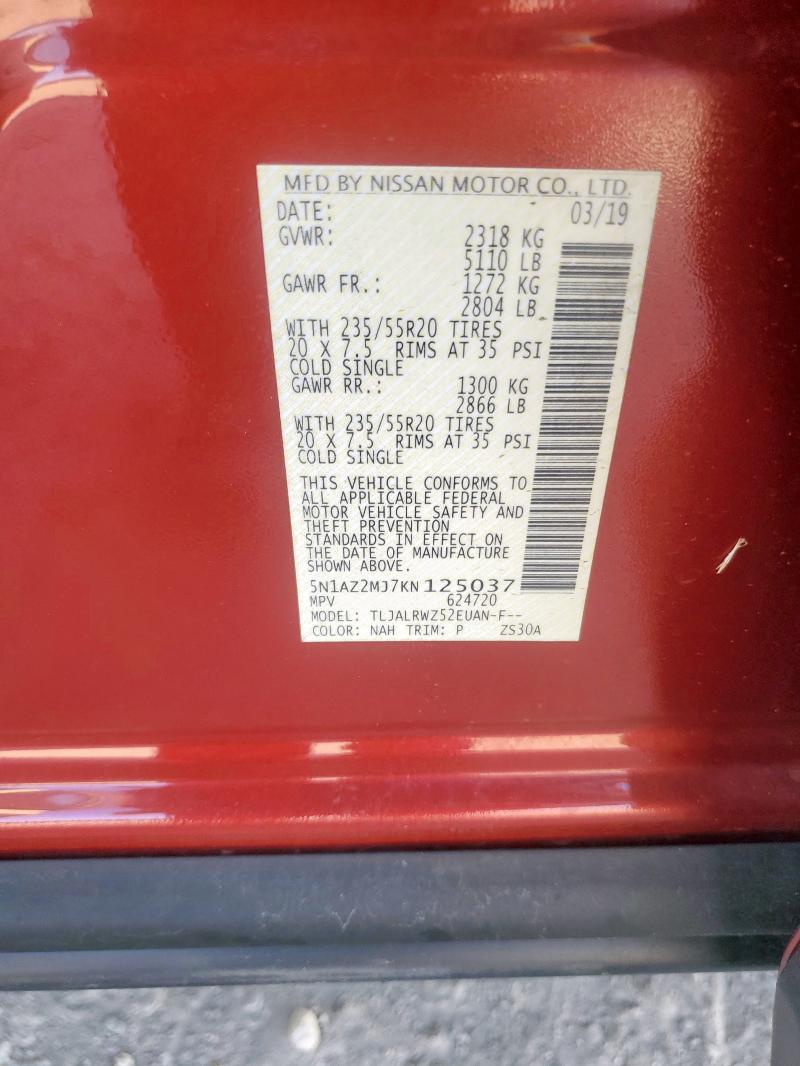 MFD BY NISSAN MOTOR CO., LTD.
DATE: 03/19
GVWR: 2318 KG
5110 LB
GAWR FR.: 1272 KG
2804 LB
WITH 235/55R20 TIRES
20 X 7.5 RIMS AT 35 PSI
COLD SINGLE
GAWR RR.: 1300 KG
2866 LB
WITH 235/55R20 TIRES
20 X 7.5 RIMS AT 35 PSI
COLD SINGLE
THIS VEHICLE CONFORMS TO
ALL APPLICABLE FEDERAL
MOTOR VEHICLE SAFETY AND
THEFT PREVENTION
STANDARDS IN EFFECT ON
THE DATE OF MANUFACTURE
SHOWN ABOVE.
5N1AZ2MJ7KN125037
MPV 624720
MODEL: TLJALRWZ52EUAN-F--
COLOR: NAH TRIM: P ZS30A